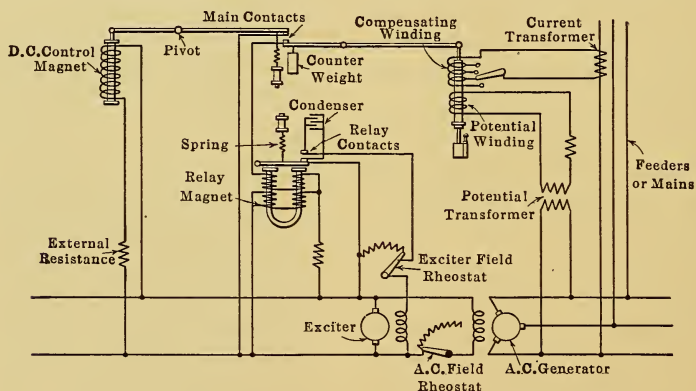 Main Contacts
Compensating
Winding
Current
Transformer
D.C.Control
Magnet
Pivot
Counter
Weight
Condenser
Spring
Relay
Contacts
Potential
Winding
Relay
Magnet
Potential
Transformer
Feeders
or Mains
External
Resistance
Exciter Field
Rheostat
Exciter
A.C.Field
Rheostat
A.C.Generator